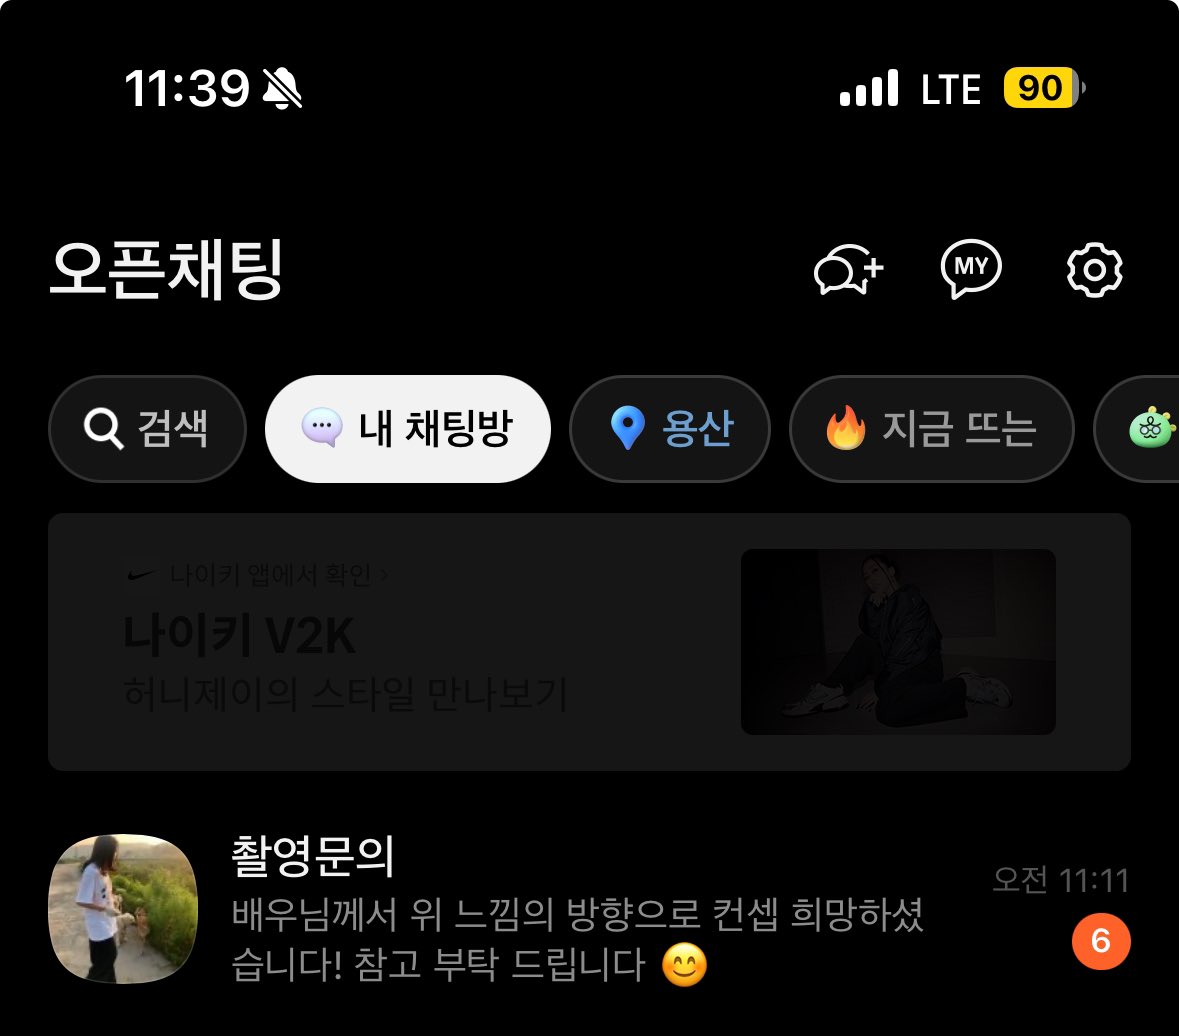 11:39 LTE 90
오픈채팅
MY
검색 내 채팅방 용산 지금 뜨는
나이키 앱에서 확인 >
나이키 V2K
허니제이의 스타일 만나보기
촬영문의
오전 11:11
배우님께서 위 느낌의 방향으로 컨셉 희망하셨
습니다! 참고 부탁 드립니다 😊
6